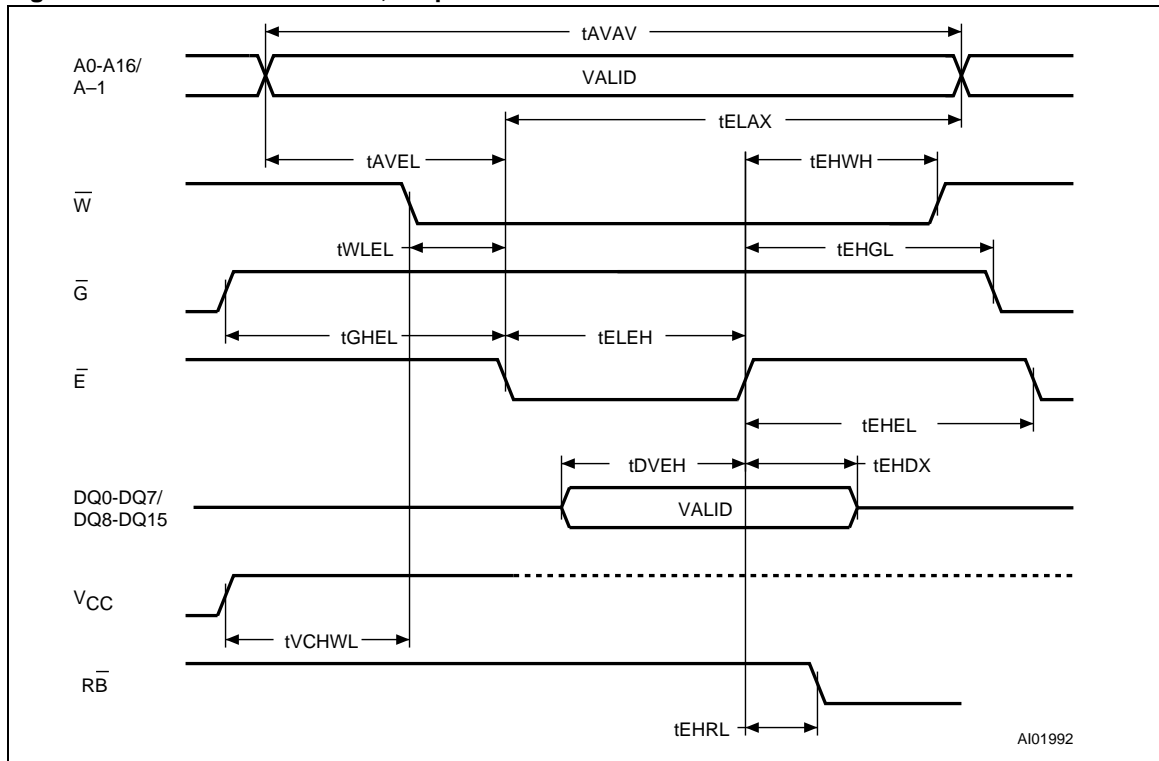 tAVAV
A0-A16/
A–1
VALID
tELAX
tAVEL
tEHWH
W̅
tWLEL
tEHGL
G̅
tGHEL
tELEH
E̅
tEHEL
tDVEH
tEHDX
DQ0-DQ7/
DQ8-DQ15
VALID
VCC
tVCHWL
RB̅
tEHRL
AI01992